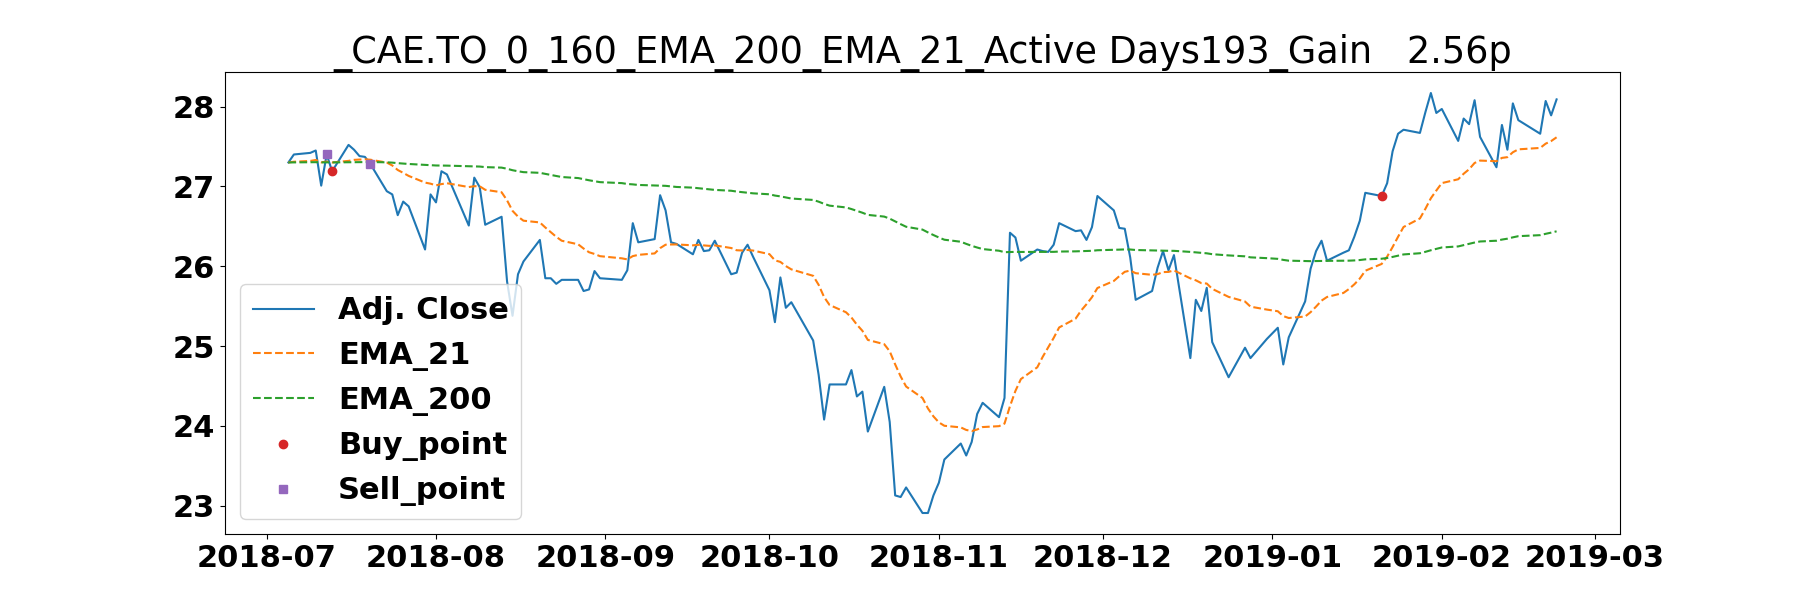 _CAE.TO_0_160_EMA_200_EMA_21_Active Days193_Gain   2.56p
28
27
26
25
24
23
Adj. Close
EMA_21
EMA_200
Buy_point
Sell_point
2018-07 2018-08 2018-09 2018-10 2018-11 2018-12 2019-01 2019-02 2019-03